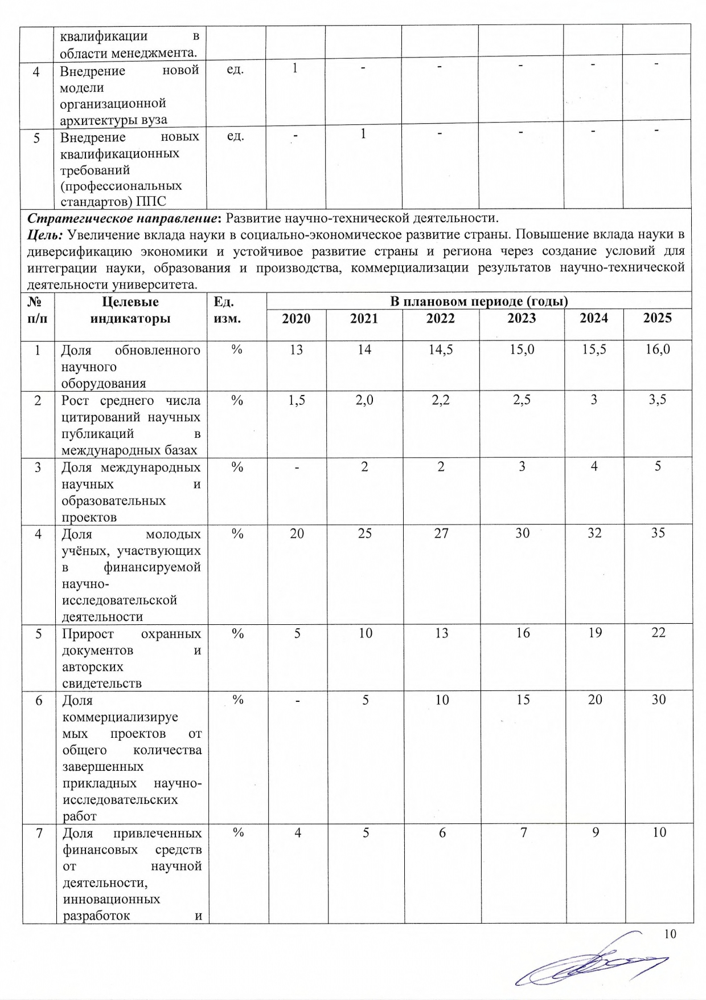 квалификации в
области менеджмента.
4 Внедрение новой ед. 1 - - - - -
модели
организационной
архитектуры вуза
5 Внедрение новых ед. - 1 - - - -
квалификационных
требований
(профессиональных
стандартов) ППС
Стратегическое направление: Развитие научно-технической деятельности.
Цель: Увеличение вклада науки в социально-экономическое развитие страны. Повышение вклада науки в
диверсификацию экономики и устойчивое развитие страны и региона через создание условий для
интеграции науки, образования и производства, коммерциализации результатов научно-технической
деятельности университета.
№ Целевые Ед. В плановом периоде (годы)
п/п индикаторы изм. 2020 2021 2022 2023 2024 2025
1 Доля обновленного % 13 14 14,5 15,0 15,5 16,0
научного
оборудования
2 Рост среднего числа % 1,5 2,0 2,2 2,5 3 3,5
цитирований научных
публикаций в
международных базах
3 Доля международных % - 2 2 3 4 5
научных и
образовательных
проектов
4 Доля молодых % 20 25 27 30 32 35
учёных, участвующих
в финансируемой
научно-
исследовательской
деятельности
5 Прирост охранных % 5 10 13 16 19 22
документов и
авторских
свидетельств
6 Доля % - 5 10 15 20 30
коммерциализируе
мых проектов от
общего количества
завершенных
прикладных научно-
исследовательских
работ
7 Доля привлеченных % 4 5 6 7 9 10
финансовых средств
от научной
деятельности,
инновационных
разработок и
10